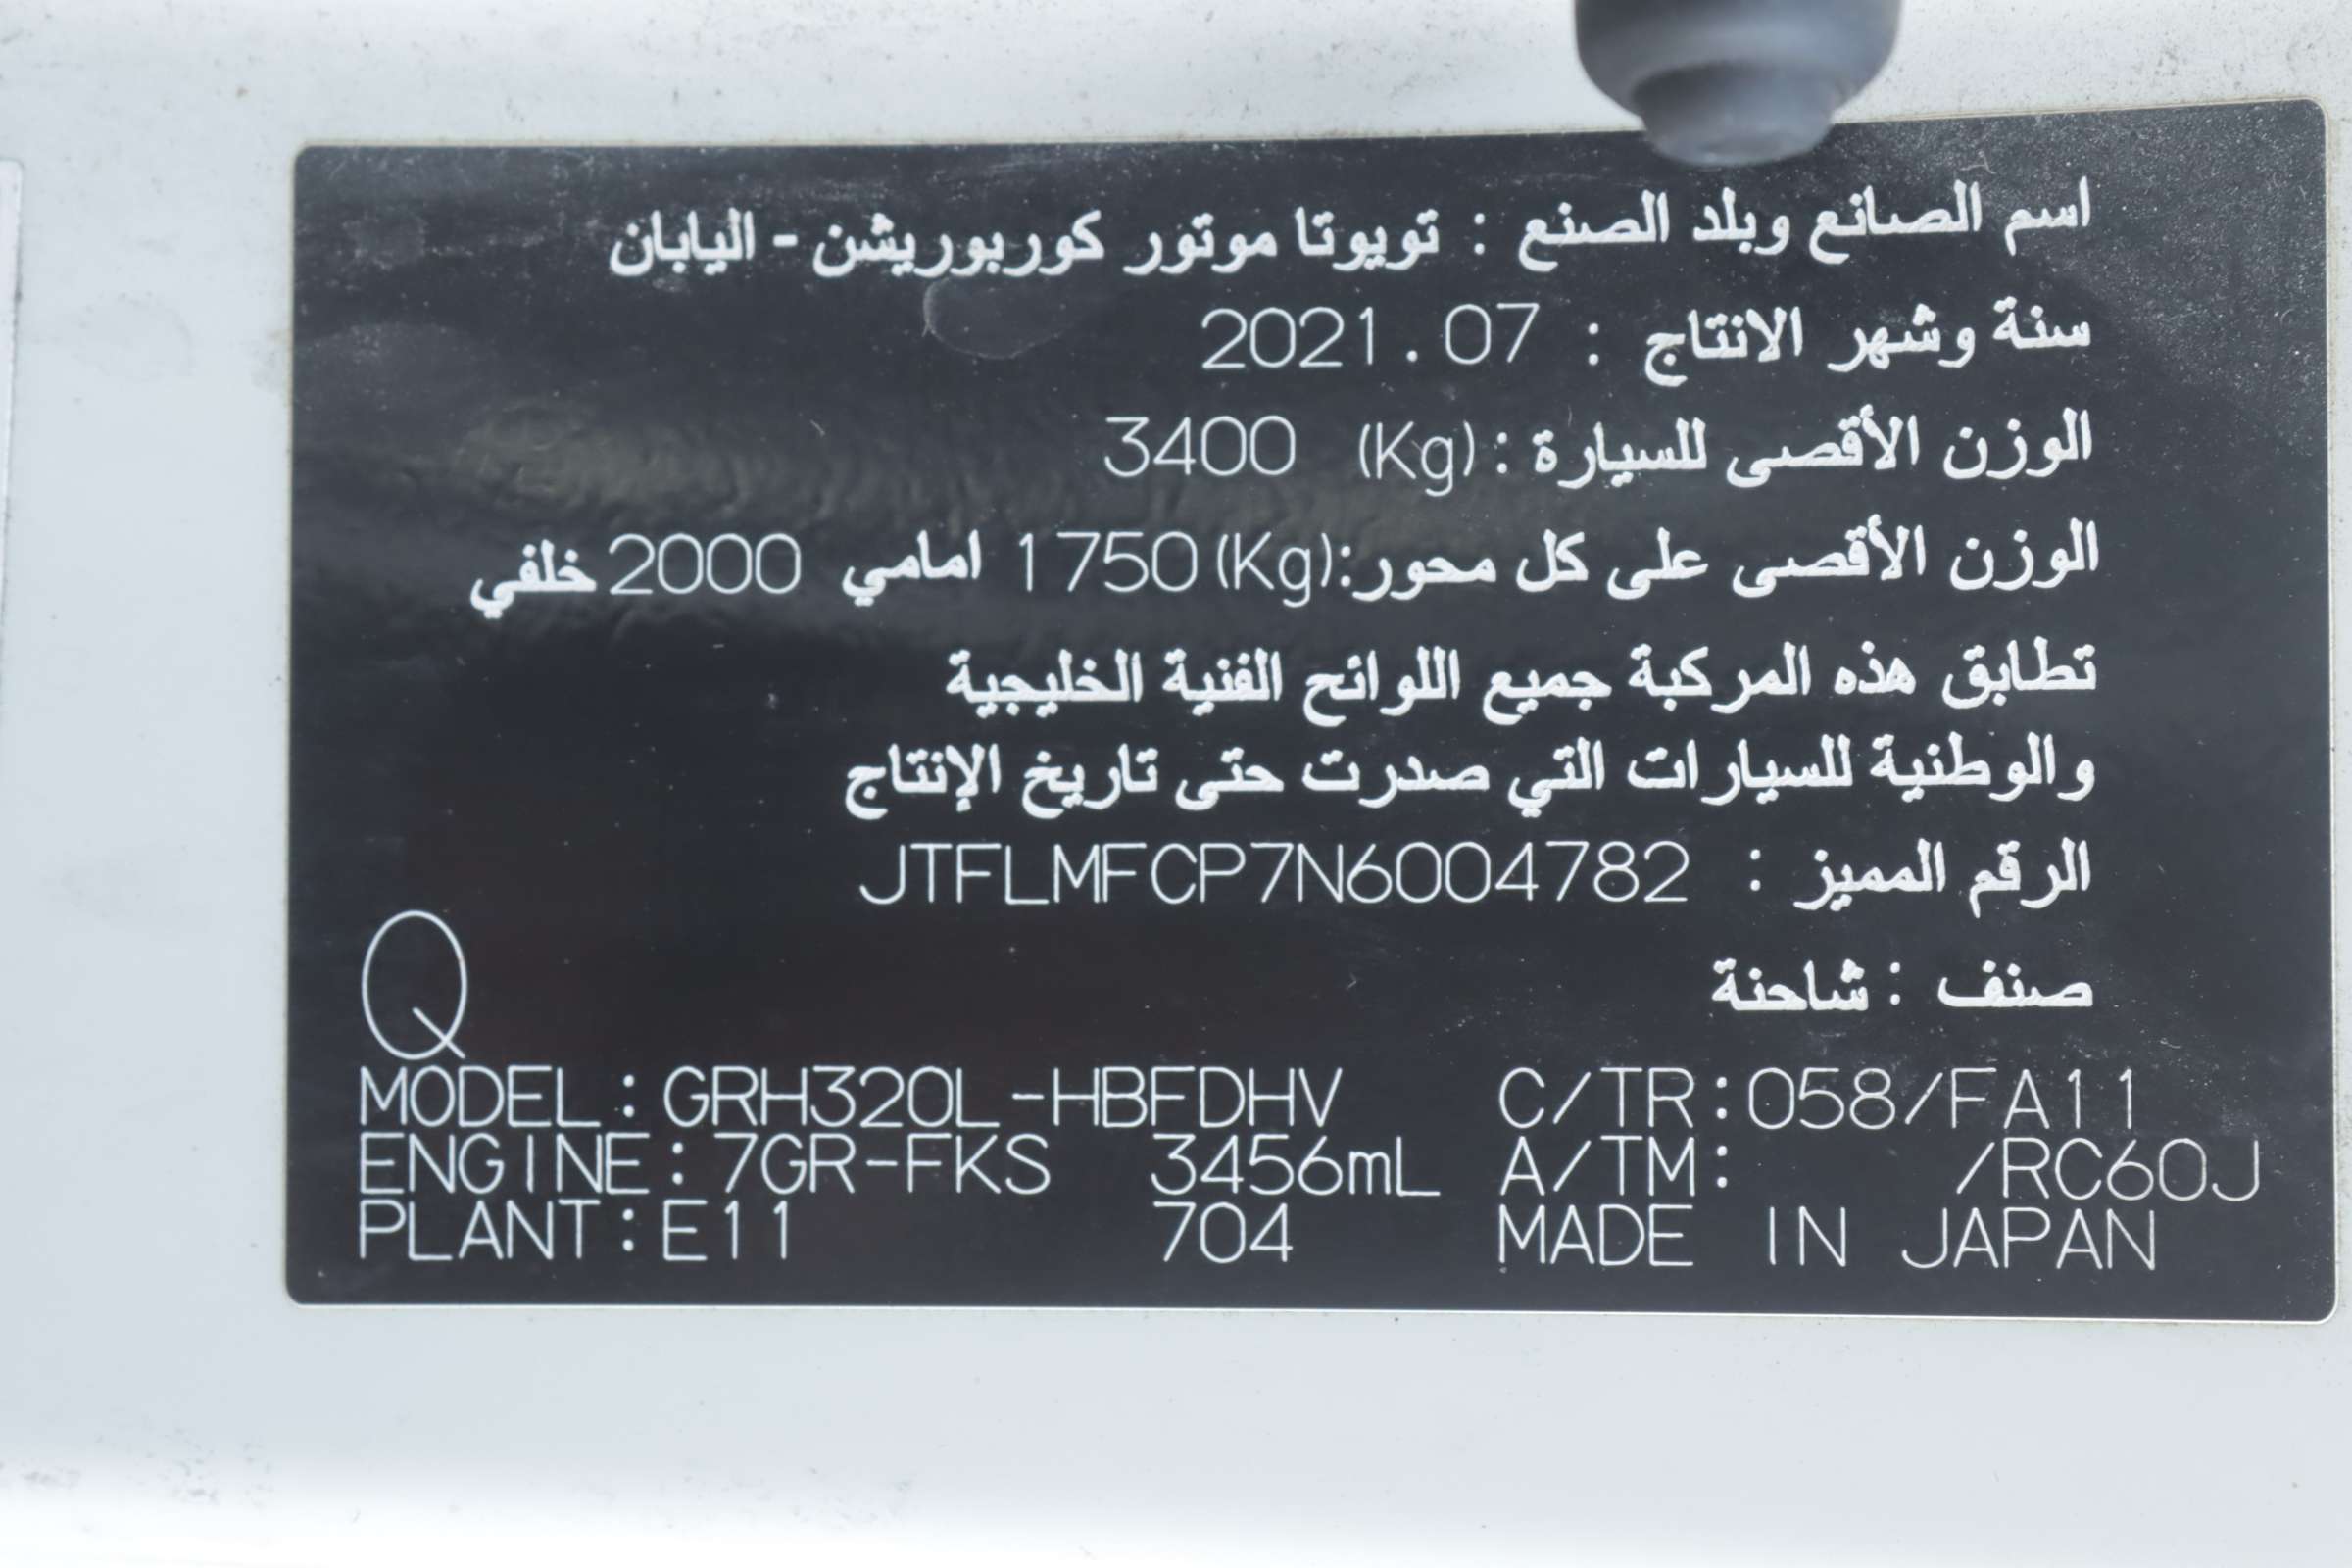 اسم الصانع وبلد الصنع : تويوتا موتور كوربوريشن - اليابان
سنة وشهر الانتاج : 2021.07
الوزن الأقصى للسيارة : (Kg) 3400
الوزن الأقصى على كل محور:(Kg) 1750 امامي 2000 خلفي
تطابق هذه المركبة جميع اللوائح الفنية الخليجية
والوطنية للسيارات التي صدرت حتى تاريخ الإنتاج
الرقم المميز : JTFLMFCP7N6004782
صنف : شاحنة
Q
MODEL : GRH320L-HBFDHV C/TR:058/FA11
ENGINE : 7GR-FKS 3456mL A/TM: /RC60J
PLANT : E11 704 MADE IN JAPAN